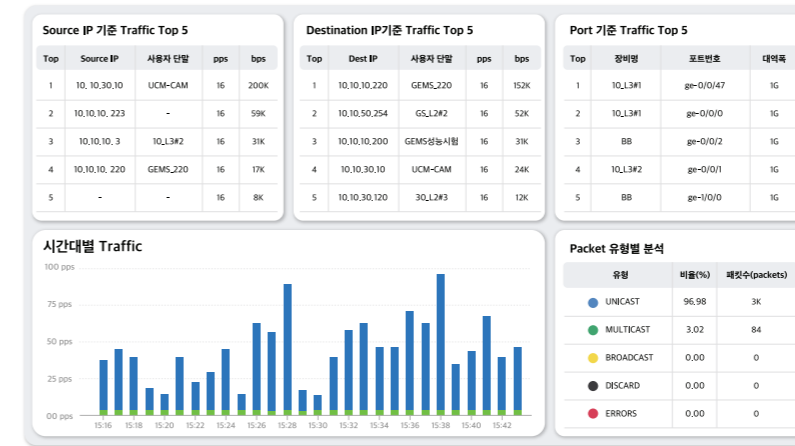 Source IP 기준 Traffic Top 5
Top Source IP 사용자 단말 pps bps
1 10, 10,30,10 UCM-CAM 16 200K
2 10,10,10, 223 - 16 59K
3 10,10,10, 3 10_L3#2 16 31K
4 10,10,10, 220 GEMS_220 16 17K
5 - - 16 8K
Destination IP기준 Traffic Top 5
Top Dest IP 사용자 단말 pps bps
1 10,10,10,220 GEMS_220 16 152K
2 10,10,50,254 GS_L2#2 16 52K
3 10,10,10,200 GEMS성능시험 16 31K
4 10,10,30,10 UCM-CAM 16 24K
5 10,10,30,120 30_L2#3 16 12K
Port 기준 Traffic Top 5
Top 장비명 포트번호 대역폭
1 10_L3#1 ge-0/0/47 1G
2 10_L3#1 ge-0/0/0 1G
3 BB ge-0/0/2 1G
4 10_L3#2 ge-0/0/1 1G
5 BB ge-1/0/0 1G
시간대별 Traffic
100 pps
75 pps
50 pps
25 pps
00 pps
15:16 15:18 15:20 15:22 15:24 15:26 15:28 15:30 15:32 15:34 15:36 15:38 15:40 15:42
Packet 유형별 분석
유형 비율(%) 패킷수(packets)
UNICAST 96,98 3K
MULTICAST 3,02 84
BROADCAST 0,00 0
DISCARD 0,00 0
ERRORS 0,00 0